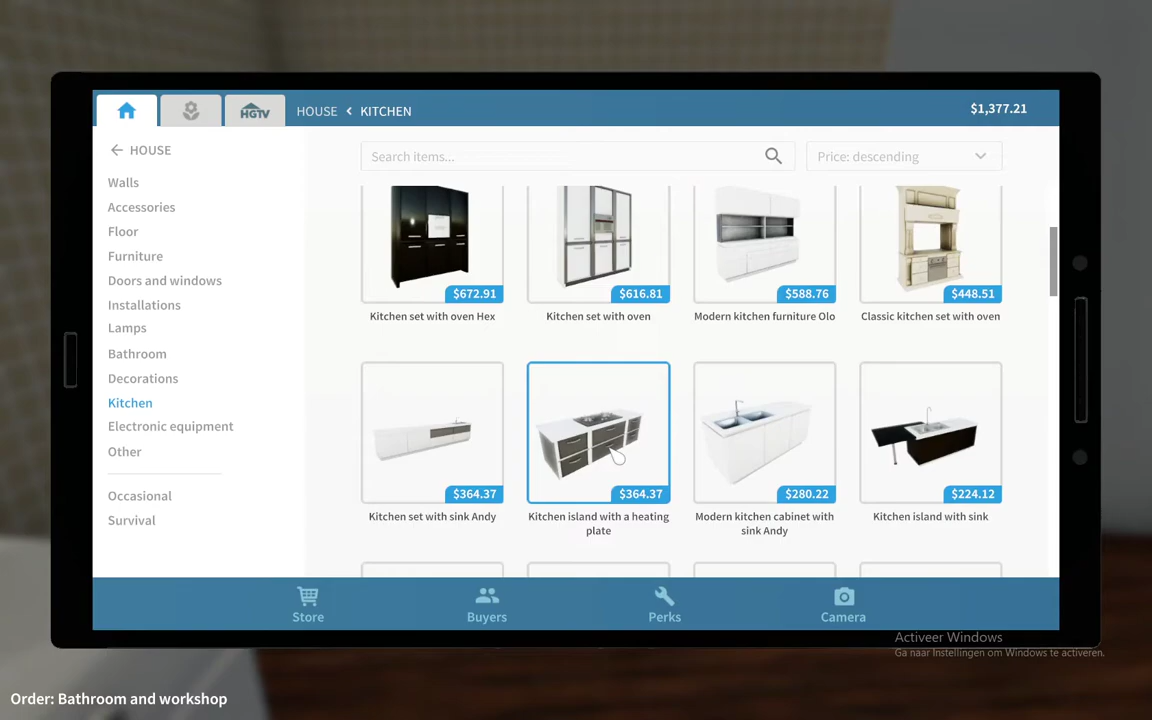 HGTV
HOUSE < KITCHEN
$1,377.21
HOUSE
Search items...
Price: descending
Walls
Accessories
Floor
Furniture
Doors and windows
Installations
Lamps
Bathroom
Decorations
Kitchen
Electronic equipment
Other
Occasional
Survival
$672.91
$616.81
$588.76
$448.51
Kitchen set with oven Hex
Kitchen set with oven
Modern kitchen furniture Olo
Classic kitchen set with oven
$364.37
$364.37
$280.22
$224.12
Kitchen set with sink Andy
Kitchen island with a heating
plate
Modern kitchen cabinet with
sink Andy
Kitchen island with sink
Store
Buyers
Perks
Camera
Activeer Windows
Ga naar Instellingen om Windows te activeren.
Order: Bathroom and workshop